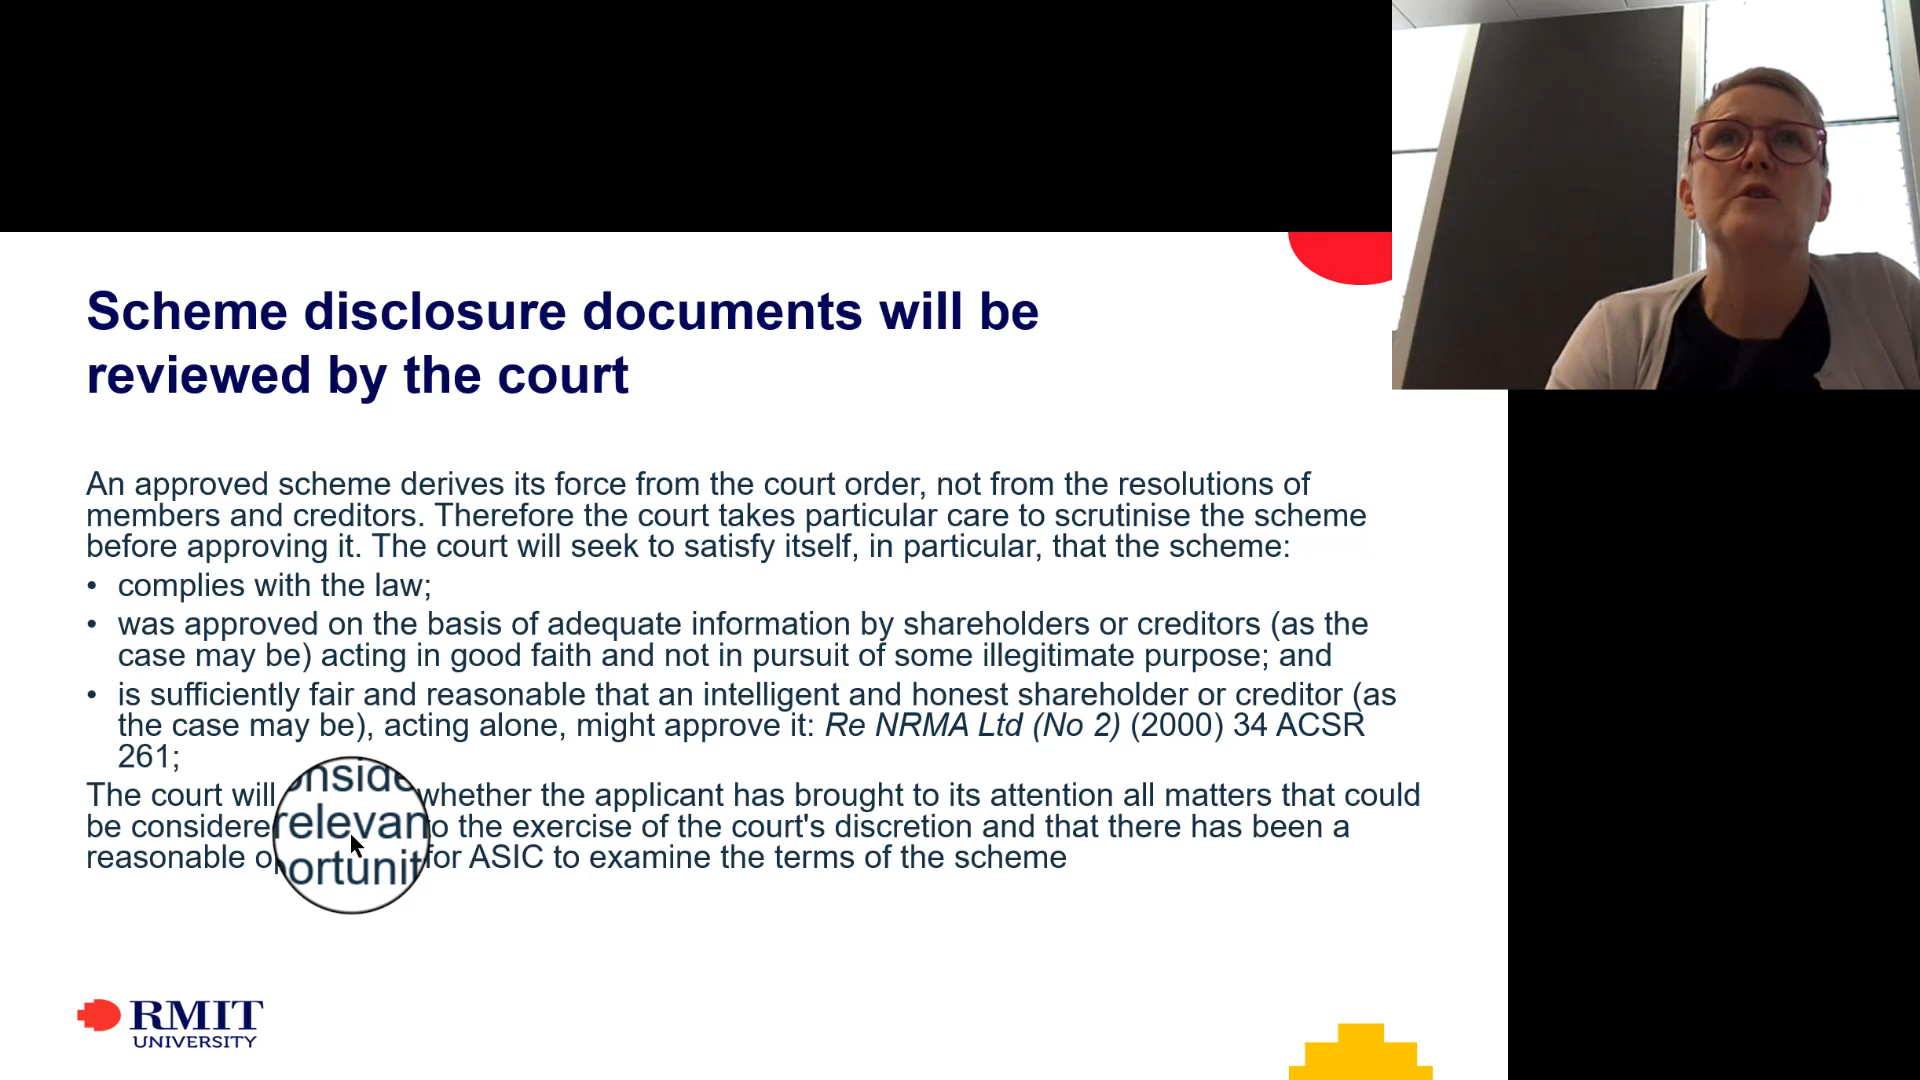 Scheme disclosure documents will be
reviewed by the court
An approved scheme derives its force from the court order, not from the resolutions of
members and creditors. Therefore the court takes particular care to scrutinise the scheme
before approving it. The court will seek to satisfy itself, in particular, that the scheme:
• complies with the law;
• was approved on the basis of adequate information by shareholders or creditors (as the
case may be) acting in good faith and not in pursuit of some illegitimate purpose; and
• is sufficiently fair and reasonable that an intelligent and honest shareholder or creditor (as
the case may be), acting alone, might approve it: Re NRMA Ltd (No 2) (2000) 34 ACSR
261;
The court will whether the applicant has brought to its attention all matters that could
be relevan the exercise of the court's discretion and that there has been a
reasonable for ASIC to examine the terms of the scheme
RMIT
UNIVERSITY